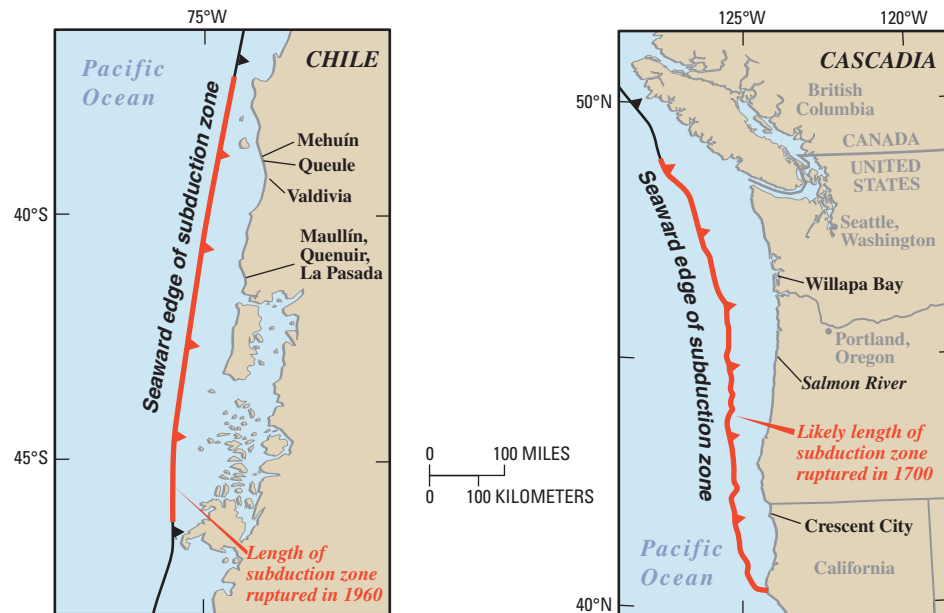 75°W
Pacific
Ocean
CHILE
Seaward edge of subduction zone
Mehuín
Queule
Valdivia
40°S
Maullín,
Quenuir,
La Pasada
45°S
Length of
subduction zone
ruptured in 1960
0 100 MILES
0 100 KILOMETERS
125°W 120°W
CASCADIA
50°N
British
Columbia
CANADA
UNITED
STATES
Seaward edge of subduction zone
Seattle,
Washington
Willapa Bay
Portland,
Oregon
Salmon River
Likely length of
subduction zone
ruptured in 1700
Crescent City
Pacific
Ocean
California
40°N